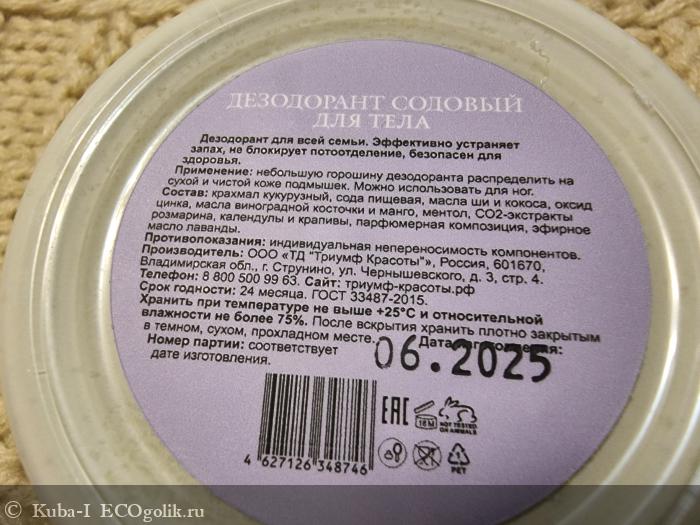 ДЕЗОДОРАНТ СОДОВЫЙ
ДЛЯ ТЕЛА
Дезодорант для всей семьи. Эффективно устраняет
запах, не блокирует потоотделение, безопасен для
здоровья.
Применение: небольшую горошину дезодоранта распределить на
сухой и чистой коже подмышек. Можно использовать для ног.
Состав: крахмал кукурузный, сода пищевая, масла ши и кокоса, оксид
цинка, масла виноградной косточки и манго, ментол, СО2-экстракты
розмарина, календулы и крапивы, парфюмерная композиция, эфирное
масло лаванды.
Противопоказания: индивидуальная непереносимость компонентов.
Производитель: ООО «ТД "Триумф Красоты"», Россия, 601670,
Владимирская обл., г. Струнино, ул. Чернышевского, д. 3, стр. 4.
Телефон: 8 800 500 99 63. Сайт: триумф-красоты.рф
Срок годности: 24 месяца. ГОСТ 33487-2015.
Хранить при температуре не выше +25°С и относительной
влажности не более 75%. После вскрытия хранить плотно закрытым
в темном, сухом, прохладном месте. Дата изготовления:
06.2025
Номер партии: соответствует
дате изготовления.
EAC
18M
NOT TESTED
ON ANIMALS
1
PET
4 627126 348746
© Kuba-I ECOgolik.ru